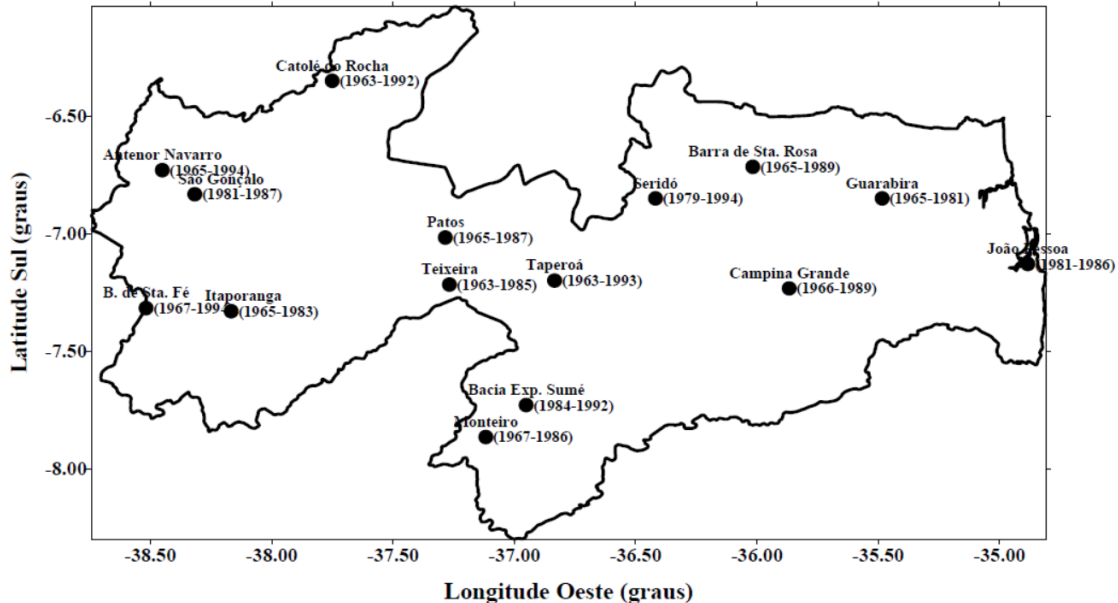 Catolé do Rocha
(1963-1992)
-6.50
Antenor Navarro
(1965-1994)
São Gonçalo
(1981-1987)
Barra de Sta. Rosa
(1965-1989)
Seridó
(1979-1994)
Guarabira
(1965-1981)
-7.00
Patos
(1965-1987)
João Pessoa
(1981-1986)
Teixeira
(1963-1985)
Taperoá
(1963-1993)
Campina Grande
(1966-1989)
B. de Sta. Fé
(1967-1994)
Itaporanga
(1965-1983)
-7.50
Bacia Exp. Sumé
(1984-1992)
Monteiro
(1967-1986)
-8.00
Latitude Sul (graus)
-38.50 -38.00 -37.50 -37.00 -36.50 -36.00 -35.50 -35.00
Longitude Oeste (graus)